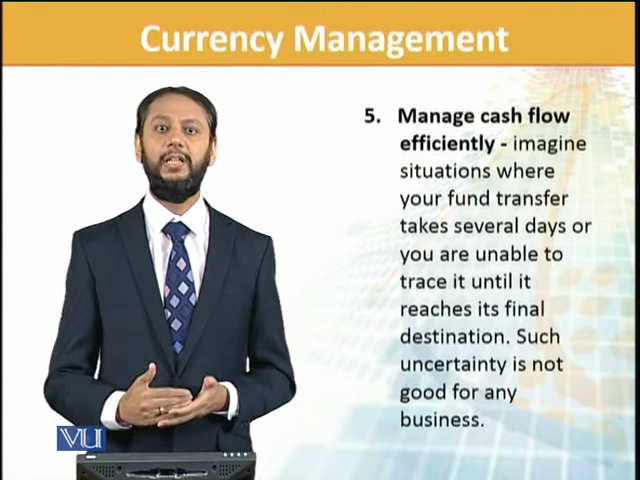 Currency Management
5. Manage cash flow
efficiently - imagine
situations where
your fund transfer
takes several days or
you are unable to
trace it until it
reaches its final
destination. Such
uncertainty is not
good for any
business.
VU